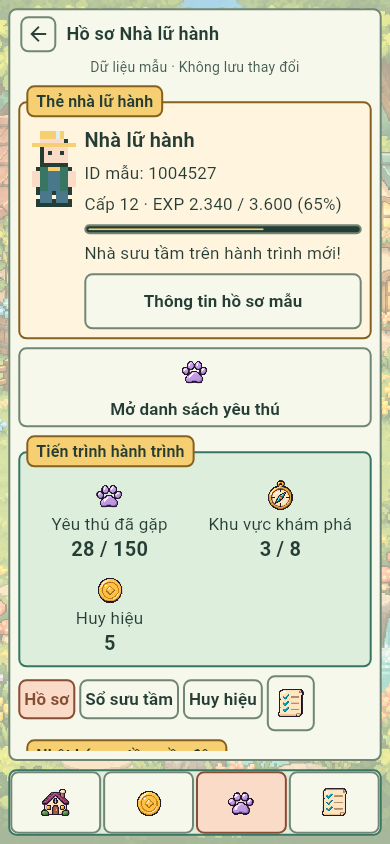 Hồ sơ Nhà lữ hành
Dữ liệu mẫu · Không lưu thay đổi
Thẻ nhà lữ hành
Nhà lữ hành
ID mẫu: 1004527
Cấp 12 · EXP 2.340 / 3.600 (65%)
Nhà sưu tầm trên hành trình mới!
Thông tin hồ sơ mẫu
Mở danh sách yêu thú
Tiến trình hành trình
Yêu thú đã gặp
28 / 150
Khu vực khám phá
3 / 8
Huy hiệu
5
Hồ sơ
Sổ sưu tầm
Huy hiệu